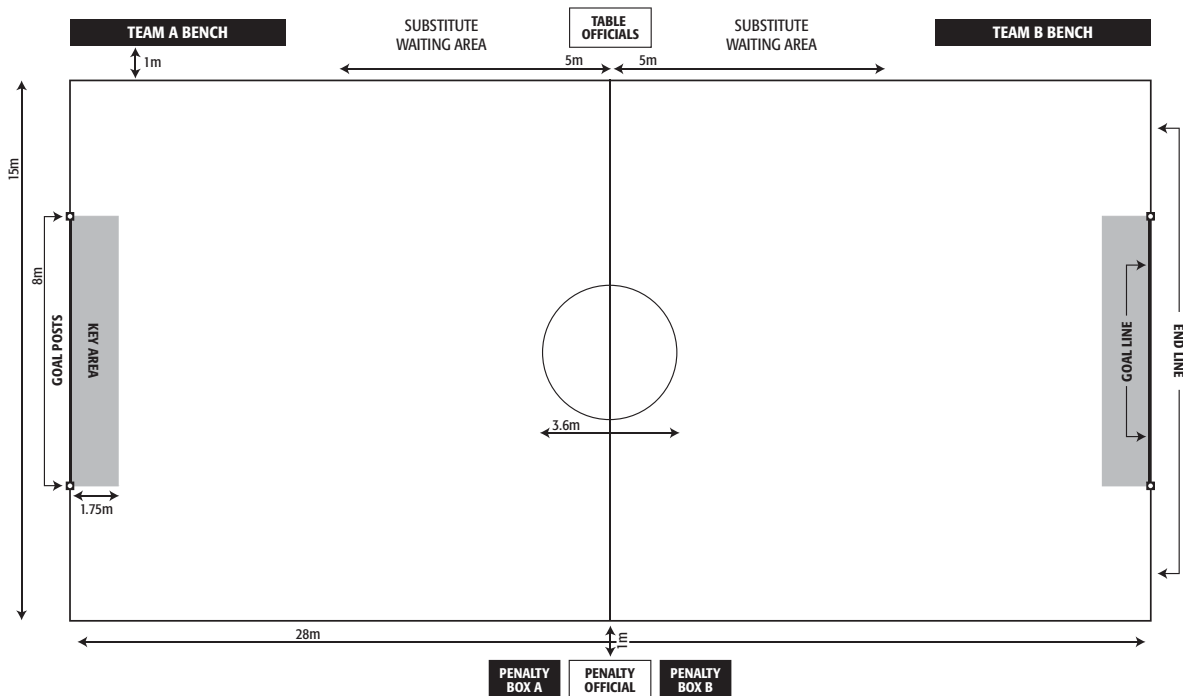 TEAM A BENCH
SUBSTITUTE
WAITING AREA
TABLE
OFFICIALS
SUBSTITUTE
WAITING AREA
TEAM B BENCH
1m
5m
5m
15m
8m
GOAL POSTS
KEY AREA
1.75m
3.6m
GOAL LINE
END LINE
28m
1m
PENALTY
BOX A
PENALTY
OFFICIAL
PENALTY
BOX B